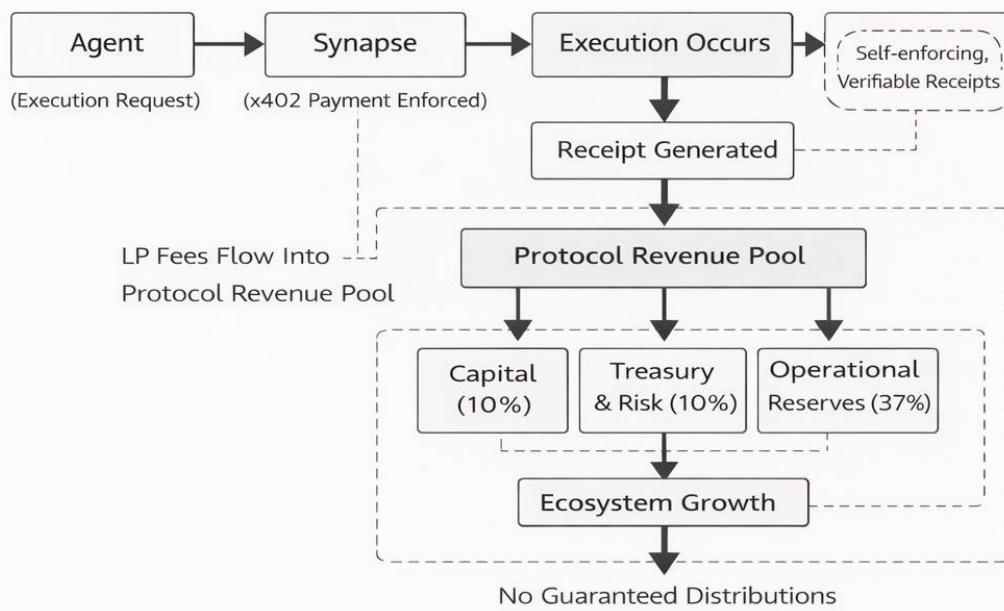 Agent
Synapse
Execution Occurs
Self-enforcing,
Verifiable Receipts
(Execution Request)
(x402 Payment Enforced)
Receipt Generated
LP Fees Flow Into
Protocol Revenue Pool
Protocol Revenue Pool
Capital
(10%)
Treasury
& Risk (10%)
Operational
Reserves (37%)
Ecosystem Growth
No Guaranteed Distributions